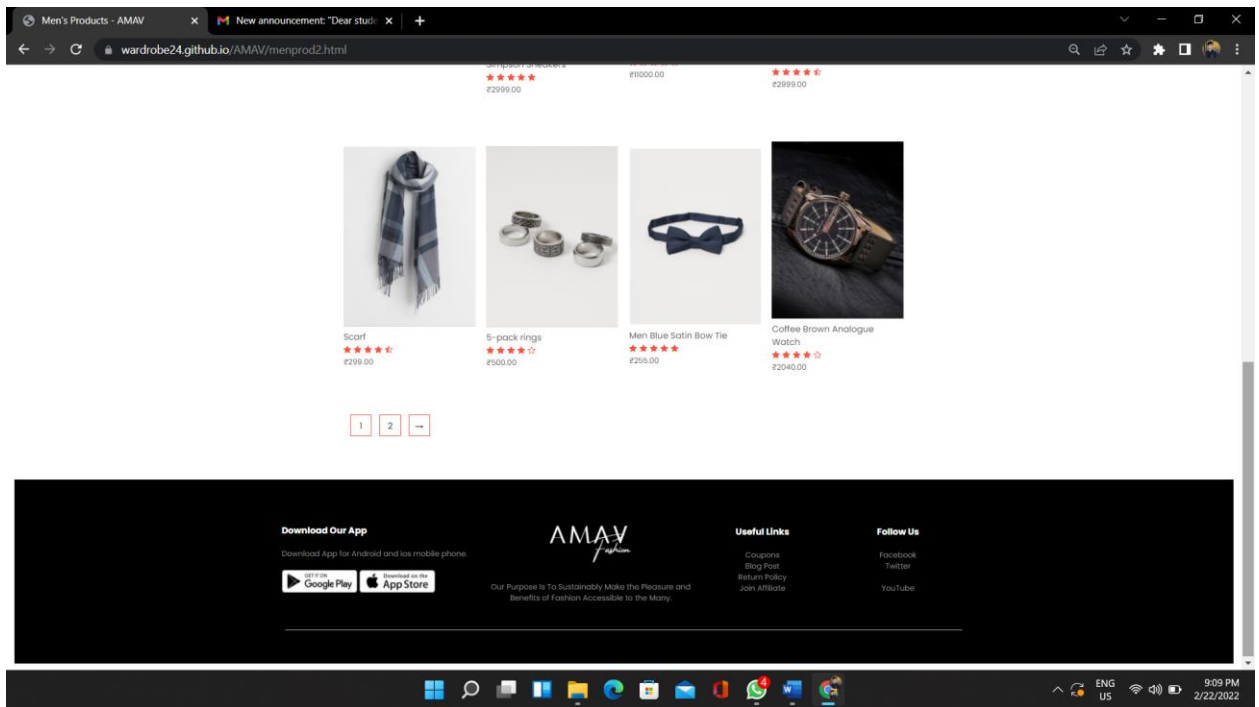 Men's Products - AMAV
New announcement: "Dear stude
wardrobe24.github.io/AMAV/menprod2.html
Simpson Sneakers
₹2999.00
₹11000.00
₹2999.00
Scarf
₹299.00
5-pack rings
₹500.00
Men Blue Satin Bow Tie
₹255.00
Coffee Brown Analogue
Watch
₹2040.00
1 2 →
Download Our App
Download App for Android and ios mobile phone.
GET IT ON
Google Play
Download on the
App Store
AMAV
Fashion
Our Purpose Is To Sustainably Make the Pleasure and
Benefits of Fashion Accessible to the Many.
Useful Links
Coupons
Blog Post
Return Policy
Join Affiliate
Follow Us
Facebook
Twitter
YouTube
4
ENG
US
9:09 PM
2/22/2022